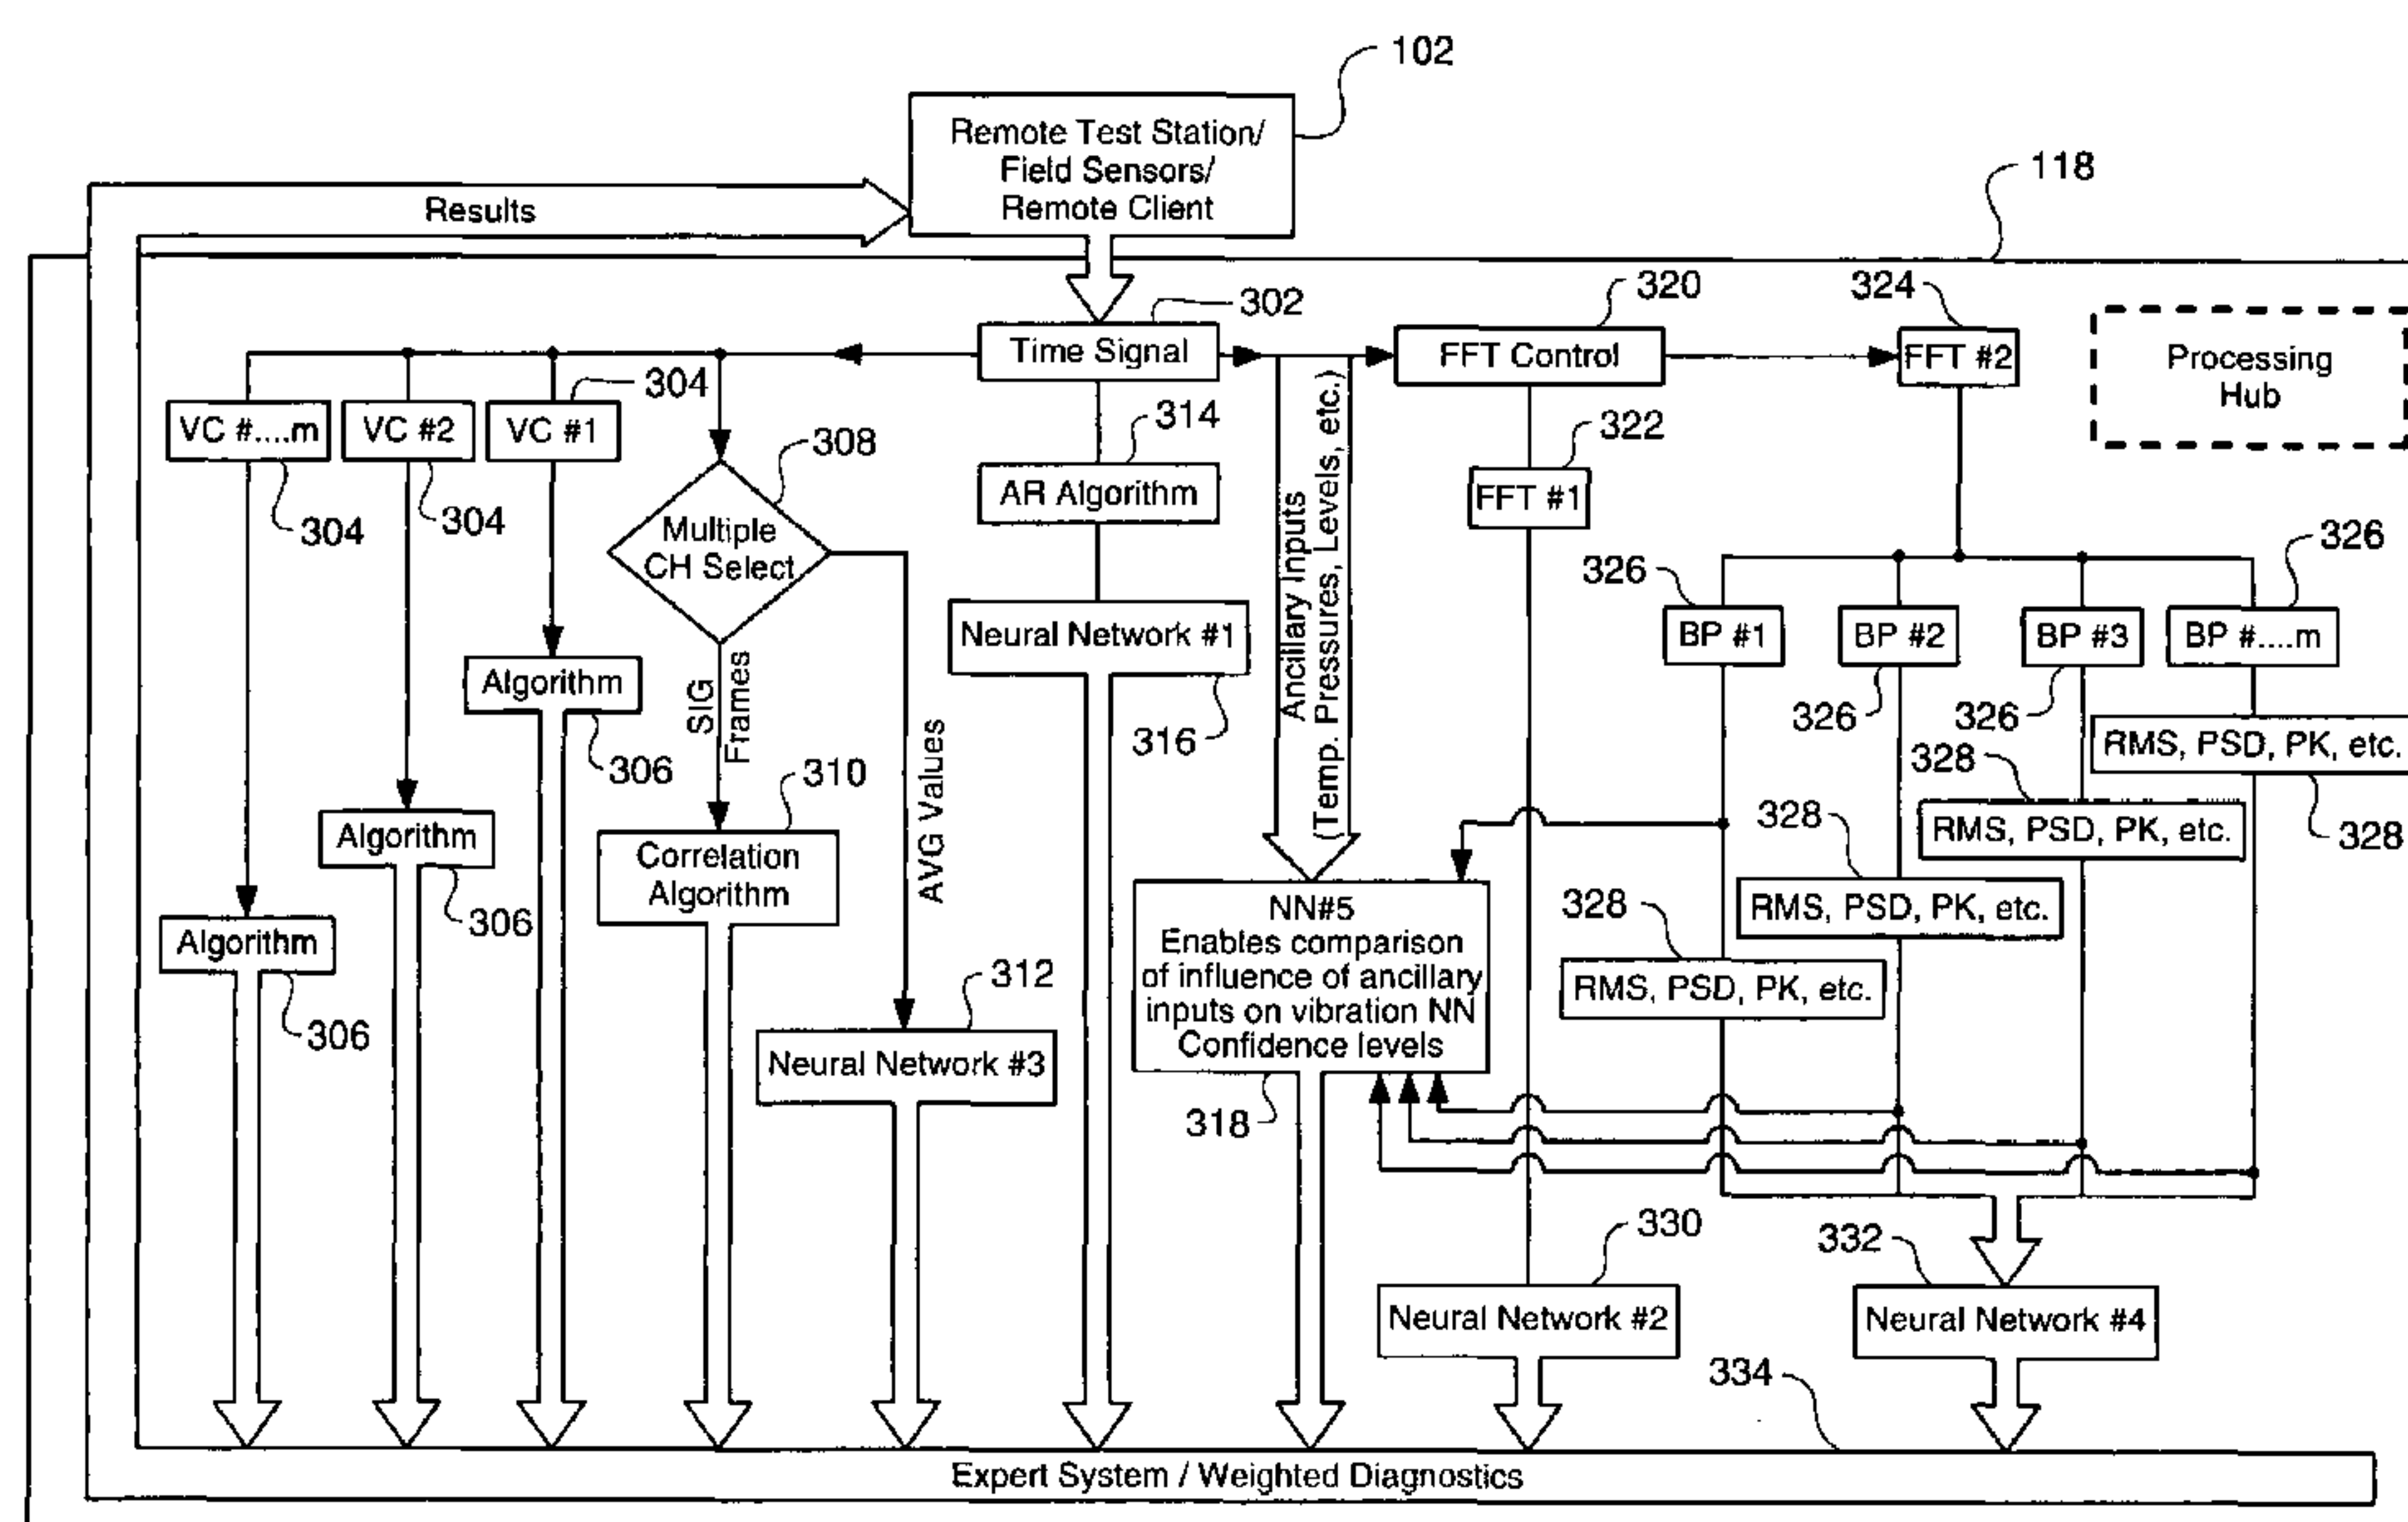 102
Remote Test Station/
Field Sensors/
Remote Client
Results
118
302
320
324
Time Signal
FFT Control
FFT #2
Processing
Hub
304
VC #....m
VC #2
VC #1
304
304
308
Multiple
CH Select
314
AR Algorithm
Ancillary Inputs
(Temp. Pressures, Levels, etc.)
322
FFT #1
326
326
BP #1
BP #2
BP #3
BP #....m
326
326
Neural Network #1
316
Algorithm
306
SIG
Frames
AVG Values
RMS, PSD, PK, etc.
328
328
RMS, PSD, PK, etc.
328
RMS, PSD, PK, etc.
328
RMS, PSD, PK, etc.
310
Algorithm
306
Correlation
Algorithm
NN#5
Enables comparison
of influence of ancillary
inputs on vibration NN
Confidence levels
318
Algorithm
306
312
Neural Network #3
330
332
Neural Network #2
Neural Network #4
334
Expert System / Weighted Diagnostics